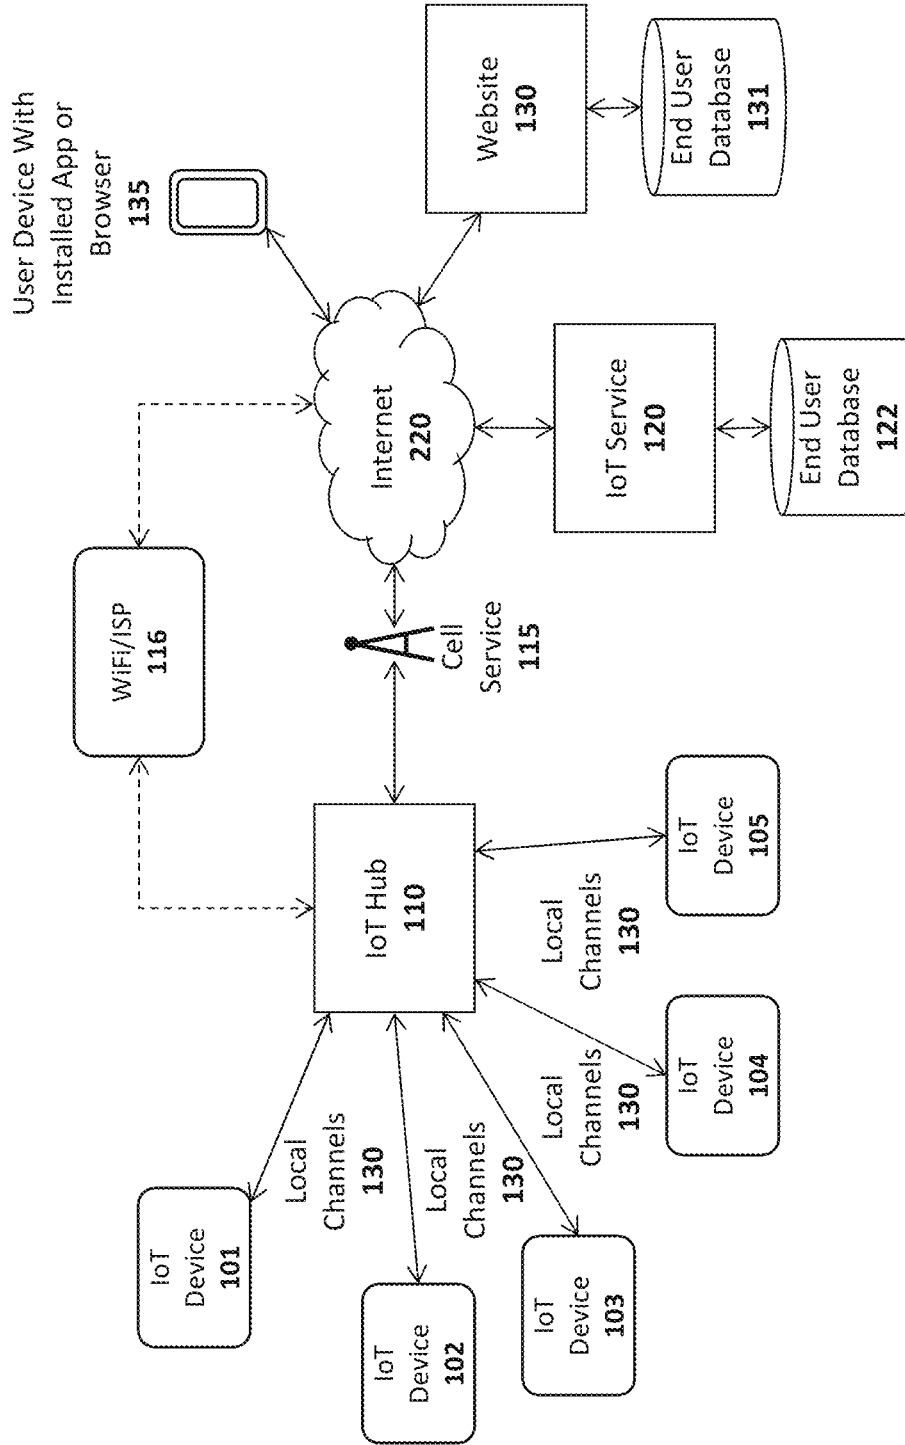 User Device With
Installed App or
Browser
135
WiFi/ISP
116
Website
130
End User
Database
131
Internet
220
IoT Service
120
End User
Database
122
Cell
Service
115
IoT Hub
110
Local
Channels
130
Local
Channels
130
Local
Channels
130
Local
Channels
130
IoT
Device
101
IoT
Device
102
IoT
Device
103
IoT
Device
104
IoT
Device
105